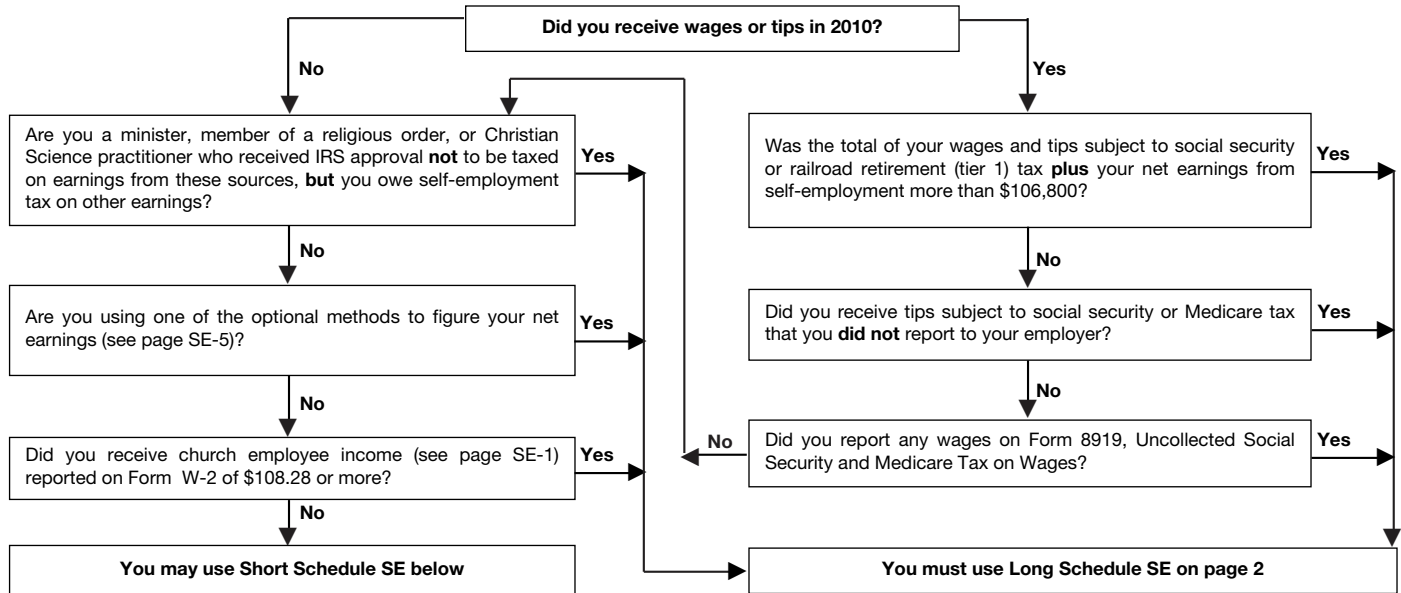 Did you receive wages or tips in 2010?
No
Yes
Are you a minister, member of a religious order, or Christian
Science practitioner who received IRS approval not to be taxed
on earnings from these sources, but you owe self-employment
tax on other earnings?
Yes
No
Are you using one of the optional methods to figure your net
earnings (see page SE-5)?
Yes
No
Did you receive church employee income (see page SE-1)
reported on Form W-2 of $108.28 or more?
Yes
No
You may use Short Schedule SE below
Was the total of your wages and tips subject to social security
or railroad retirement (tier 1) tax plus your net earnings from
self-employment more than $106,800?
Yes
No
Did you receive tips subject to social security or Medicare tax
that you did not report to your employer?
Yes
No
Did you report any wages on Form 8919, Uncollected Social
Security and Medicare Tax on Wages?
No
Yes
You must use Long Schedule SE on page 2